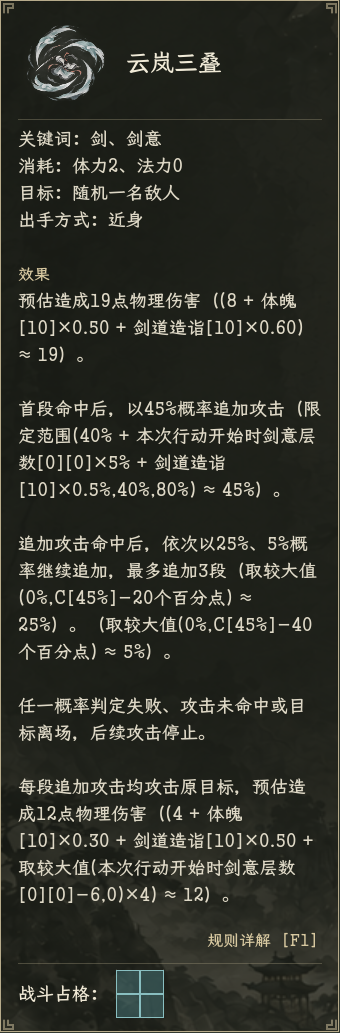 云岚三叠
关键词: 剑、剑意
消耗: 体力2、法力0
目标: 随机一名敌人
出手方式: 近身
效果
预估造成19点物理伤害 ((8 + 体魄
[10]×0.50 + 剑道造诣[10]×0.60)
≈ 19) 。
首段命中后, 以45%概率追加攻击 (限
定范围(40% + 本次行动开始时剑意层
数[0][0]×5% + 剑道造诣
[10]×0.5%,40%,80%) ≈ 45%) 。
追加攻击命中后, 依次以25%、5%概
率继续追加, 最多追加3段 (取较大值
(0%,C[45%]-20个百分点) ≈
25%) 。 (取较大值(0%,C[45%]-40
个百分点) ≈ 5%) 。
任一概率判定失败、攻击未命中或目
标离场, 后续攻击停止。
每段追加攻击均攻击原目标, 预估造
成12点物理伤害 ((4 + 体魄
[10]×0.30 + 剑道造诣[10]×0.50 +
取较大值(本次行动开始时剑意层数
[0][0]-6,0)×4) ≈ 12) 。
规则详解 [F1]
战斗占格: